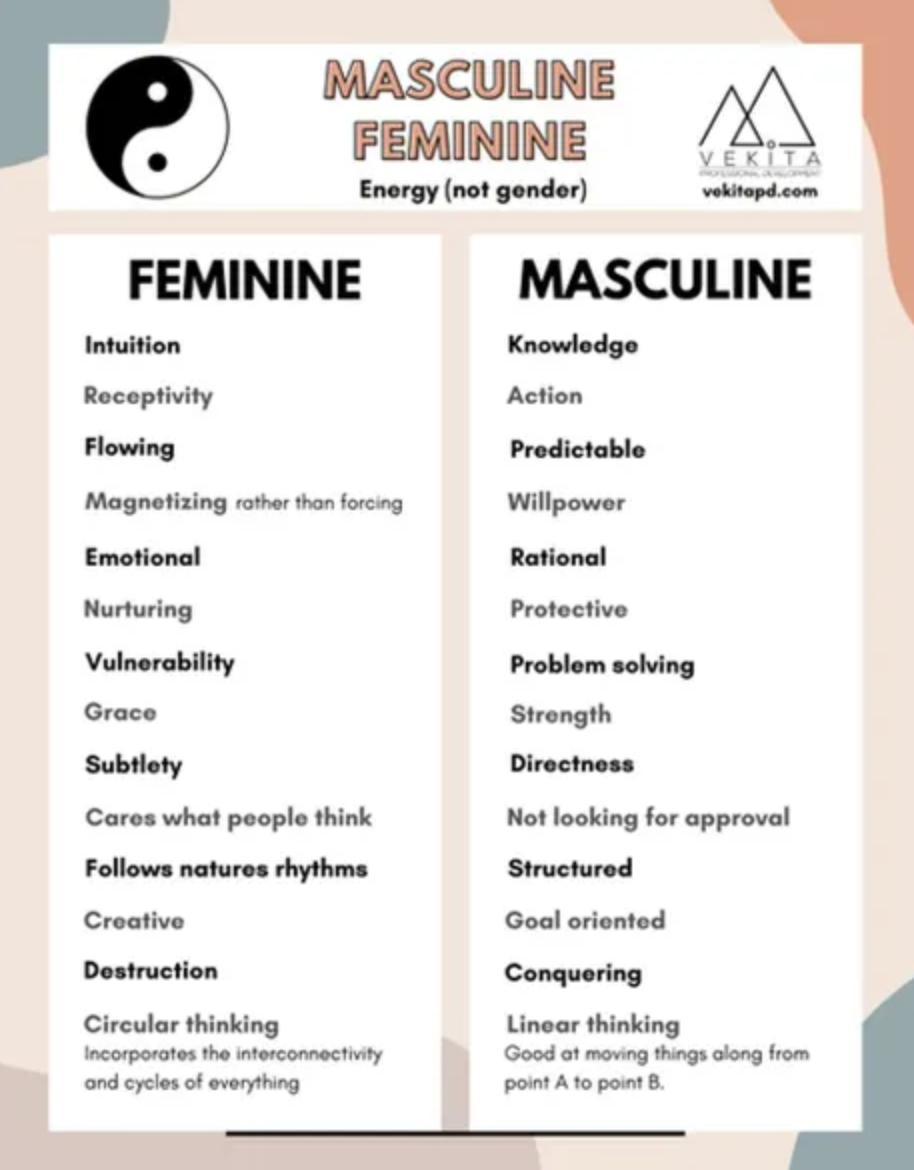 MASCULINE
FEMININE
Energy (not gender)
VEKITA
PROFESSIONAL DEVELOPMENT
vekitapd.com
FEMININE
Intuition
Receptivity
Flowing
Magnetizing rather than forcing
Emotional
Nurturing
Vulnerability
Grace
Subtlety
Cares what people think
Follows natures rhythms
Creative
Destruction
Circular thinking
Incorporates the interconnectivity
and cycles of everything
MASCULINE
Knowledge
Action
Predictable
Willpower
Rational
Protective
Problem solving
Strength
Directness
Not looking for approval
Structured
Goal oriented
Conquering
Linear thinking
Good at moving things along from
point A to point B.